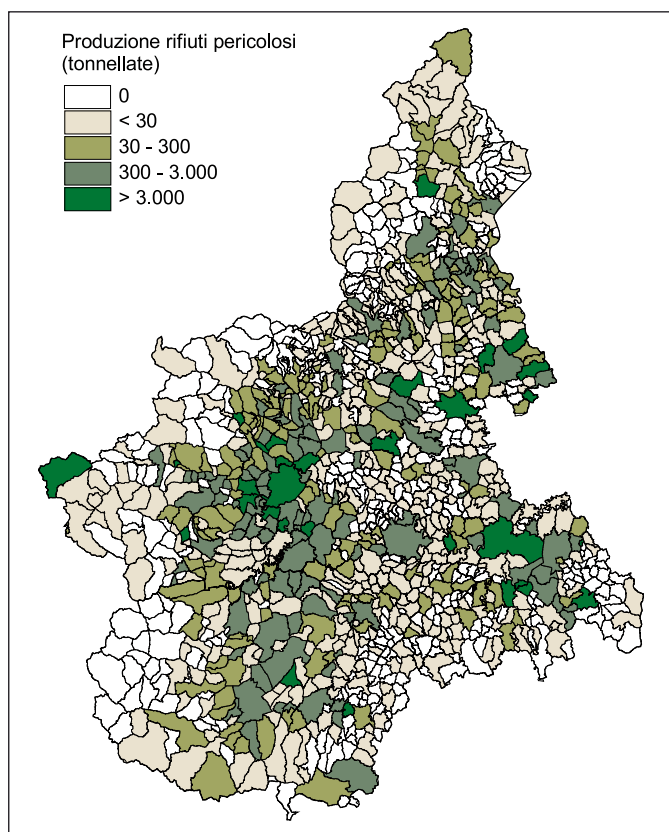 Produzione rifiuti pericolosi
(tonnellate)
0
< 30
30 - 300
300 - 3.000
> 3.000